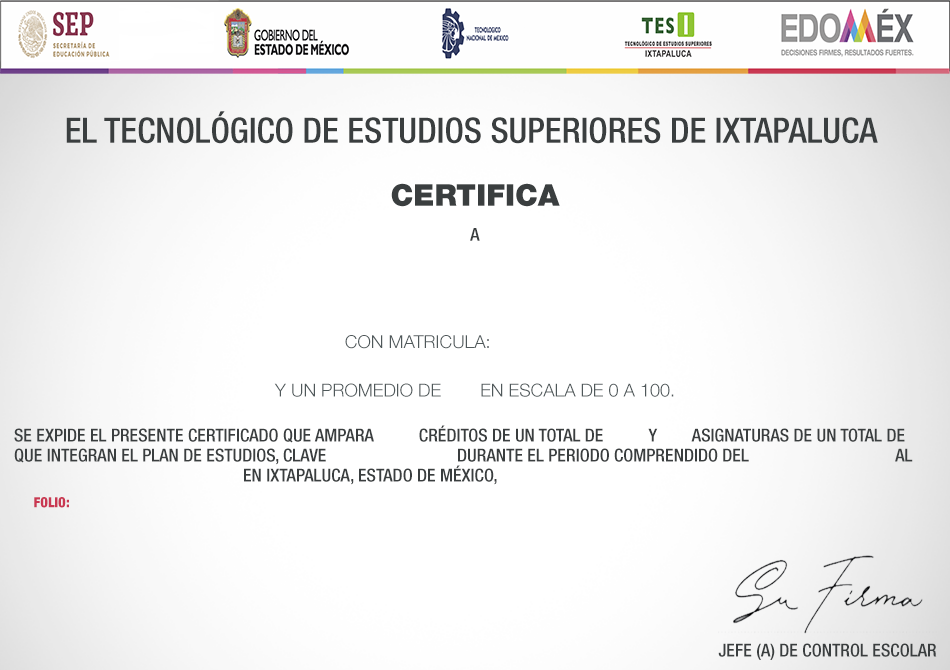 SEP
SECRETARÍA DE
EDUCACIÓN PÚBLICA
GOBIERNO DEL
ESTADO DE MÉXICO
TECNOLÓGICO
NACIONAL DE MÉXICO
TESI
TECNOLÓGICO DE ESTUDIOS SUPERIORES
IXTAPALUCA
EDOMÉX
DECISIONES FIRMES, RESULTADOS FUERTES.
EL TECNOLÓGICO DE ESTUDIOS SUPERIORES DE IXTAPALUCA
CERTIFICA
A
CON MATRICULA:
Y UN PROMEDIO DE EN ESCALA DE 0 A 100.
SE EXPIDE EL PRESENTE CERTIFICADO QUE AMPARA CRÉDITOS DE UN TOTAL DE Y ASIGNATURAS DE UN TOTAL DE
QUE INTEGRAN EL PLAN DE ESTUDIOS, CLAVE DURANTE EL PERIODO COMPRENDIDO DEL AL
EN IXTAPALUCA, ESTADO DE MÉXICO,
FOLIO:
Su Firma
JEFE (A) DE CONTROL ESCOLAR